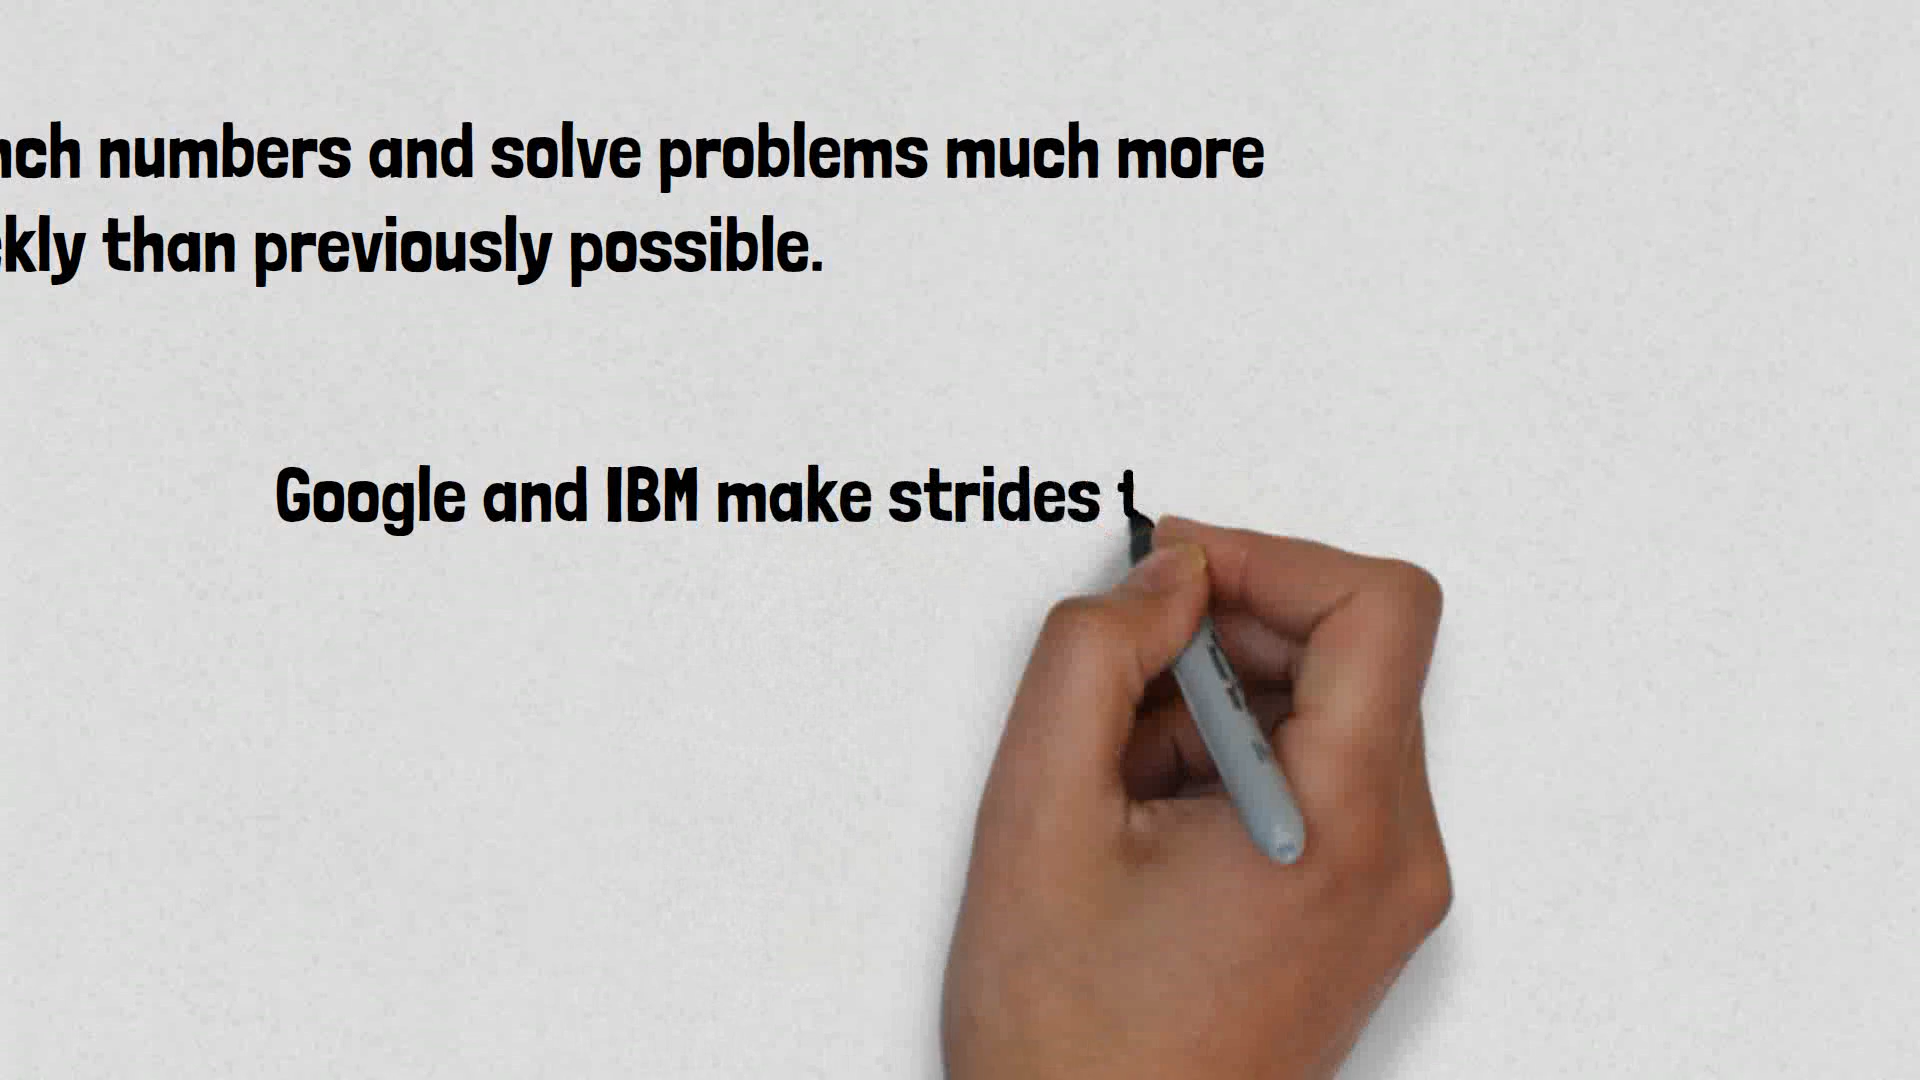 nch numbers and solve problems much more
ckly than previously possible.
Google and IBM make strides t